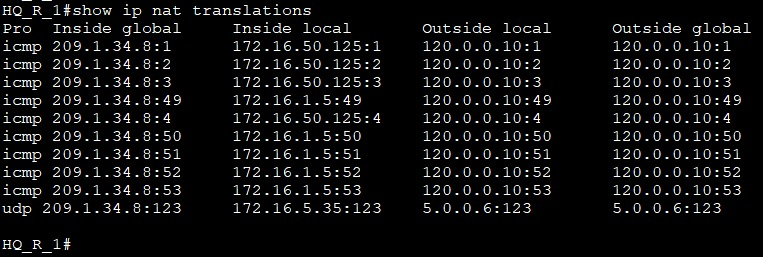 HQ_R_1#show ip nat translations
Pro  Inside global      Inside local       Outside local      Outside global
icmp 209.1.34.8:1       172.16.50.125:1    120.0.0.10:1       120.0.0.10:1
icmp 209.1.34.8:2       172.16.50.125:2    120.0.0.10:2       120.0.0.10:2
icmp 209.1.34.8:3       172.16.50.125:3    120.0.0.10:3       120.0.0.10:3
icmp 209.1.34.8:49      172.16.1.5:49      120.0.0.10:49      120.0.0.10:49
icmp 209.1.34.8:4       172.16.50.125:4    120.0.0.10:4       120.0.0.10:4
icmp 209.1.34.8:50      172.16.1.5:50      120.0.0.10:50      120.0.0.10:50
icmp 209.1.34.8:51      172.16.1.5:51      120.0.0.10:51      120.0.0.10:51
icmp 209.1.34.8:52      172.16.1.5:52      120.0.0.10:52      120.0.0.10:52
icmp 209.1.34.8:53      172.16.1.5:53      120.0.0.10:53      120.0.0.10:53
udp 209.1.34.8:123      172.16.5.35:123    5.0.0.6:123        5.0.0.6:123
HQ_R_1#